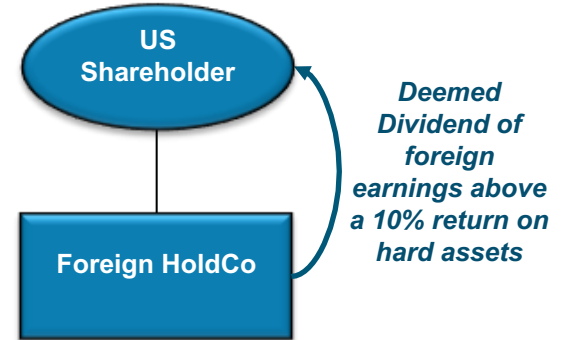 US
Shareholder
Deemed
Dividend of
foreign
earnings above
a 10% return on
hard assets
Foreign HoldCo